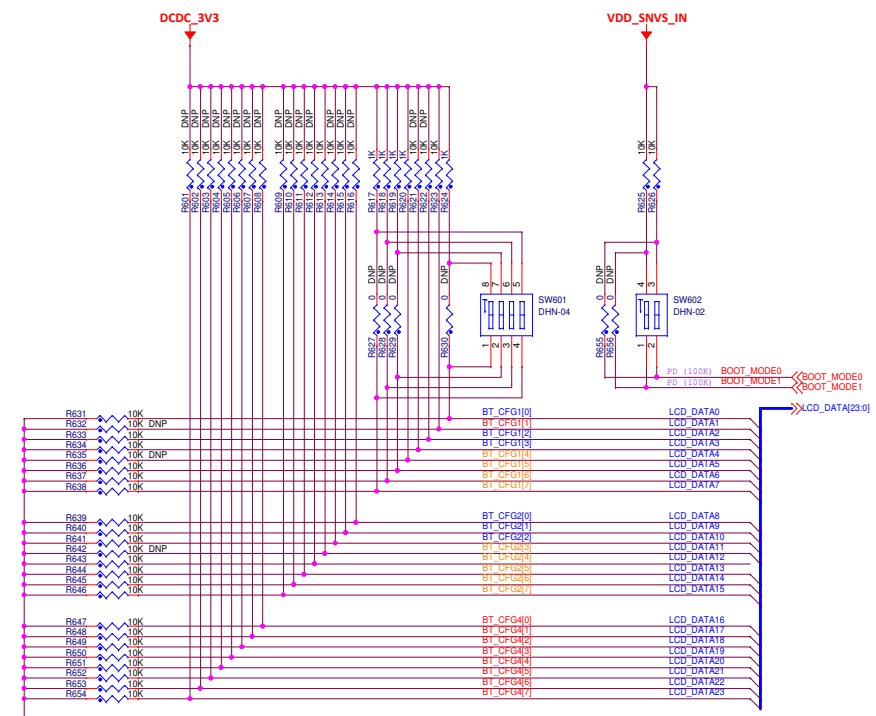 DCDC_3V3
VDD_SNVS_IN
DNP DNP DNP DNP DNP DNP DNP DNP
DNP DNP DNP DNP DNP DNP DNP
DNP DNP
10K 10K 10K 10K 10K 10K 10K 10K
10K 10K 10K 10K 10K 10K 10K
1K 1K 1K 1K 10K 10K 10K 1K
10K 10K
R601 R602 R603 R604 R605 R606 R607 R608
R609 R610 R611 R612 R613 R614 R615 R616
R617 R618 R619 R620 R621 R622 R623 R624
R625 R626
0 DNP
0 DNP
0 DNP
0 DNP
R627 R628 R629 R630
8 7 6 5
SW601
DHN-04
1 2 3 4
0 DNP
0 DNP
R655 R656
4 3
SW602
DHN-02
1 2
PD (100K) BOOT_MODE0 BOOT_MODE0
PD (100K) BOOT_MODE1 BOOT_MODE1
LCD_DATA[23:0]
R631 10K BT_CFG1[0] LCD_DATA0
R632 10K DNP BT_CFG1[1] LCD_DATA1
R633 10K BT_CFG1[2] LCD_DATA2
R634 10K BT_CFG1[3] LCD_DATA3
R635 10K DNP BT_CFG1[4] LCD_DATA4
R636 10K BT_CFG1[5] LCD_DATA5
R637 10K BT_CFG1[6] LCD_DATA6
R638 10K BT_CFG1[7] LCD_DATA7
R639 10K BT_CFG2[0] LCD_DATA8
R640 10K BT_CFG2[1] LCD_DATA9
R641 10K BT_CFG2[2] LCD_DATA10
R642 10K DNP BT_CFG2[3] LCD_DATA11
R643 10K BT_CFG2[4] LCD_DATA12
R644 10K BT_CFG2[5] LCD_DATA13
R645 10K BT_CFG2[6] LCD_DATA14
R646 10K BT_CFG2[7] LCD_DATA15
R647 10K BT_CFG4[0] LCD_DATA16
R648 10K BT_CFG4[1] LCD_DATA17
R649 10K BT_CFG4[2] LCD_DATA18
R650 10K BT_CFG4[3] LCD_DATA19
R651 10K BT_CFG4[4] LCD_DATA20
R652 10K BT_CFG4[5] LCD_DATA21
R653 10K BT_CFG4[6] LCD_DATA22
R654 10K BT_CFG4[7] LCD_DATA23